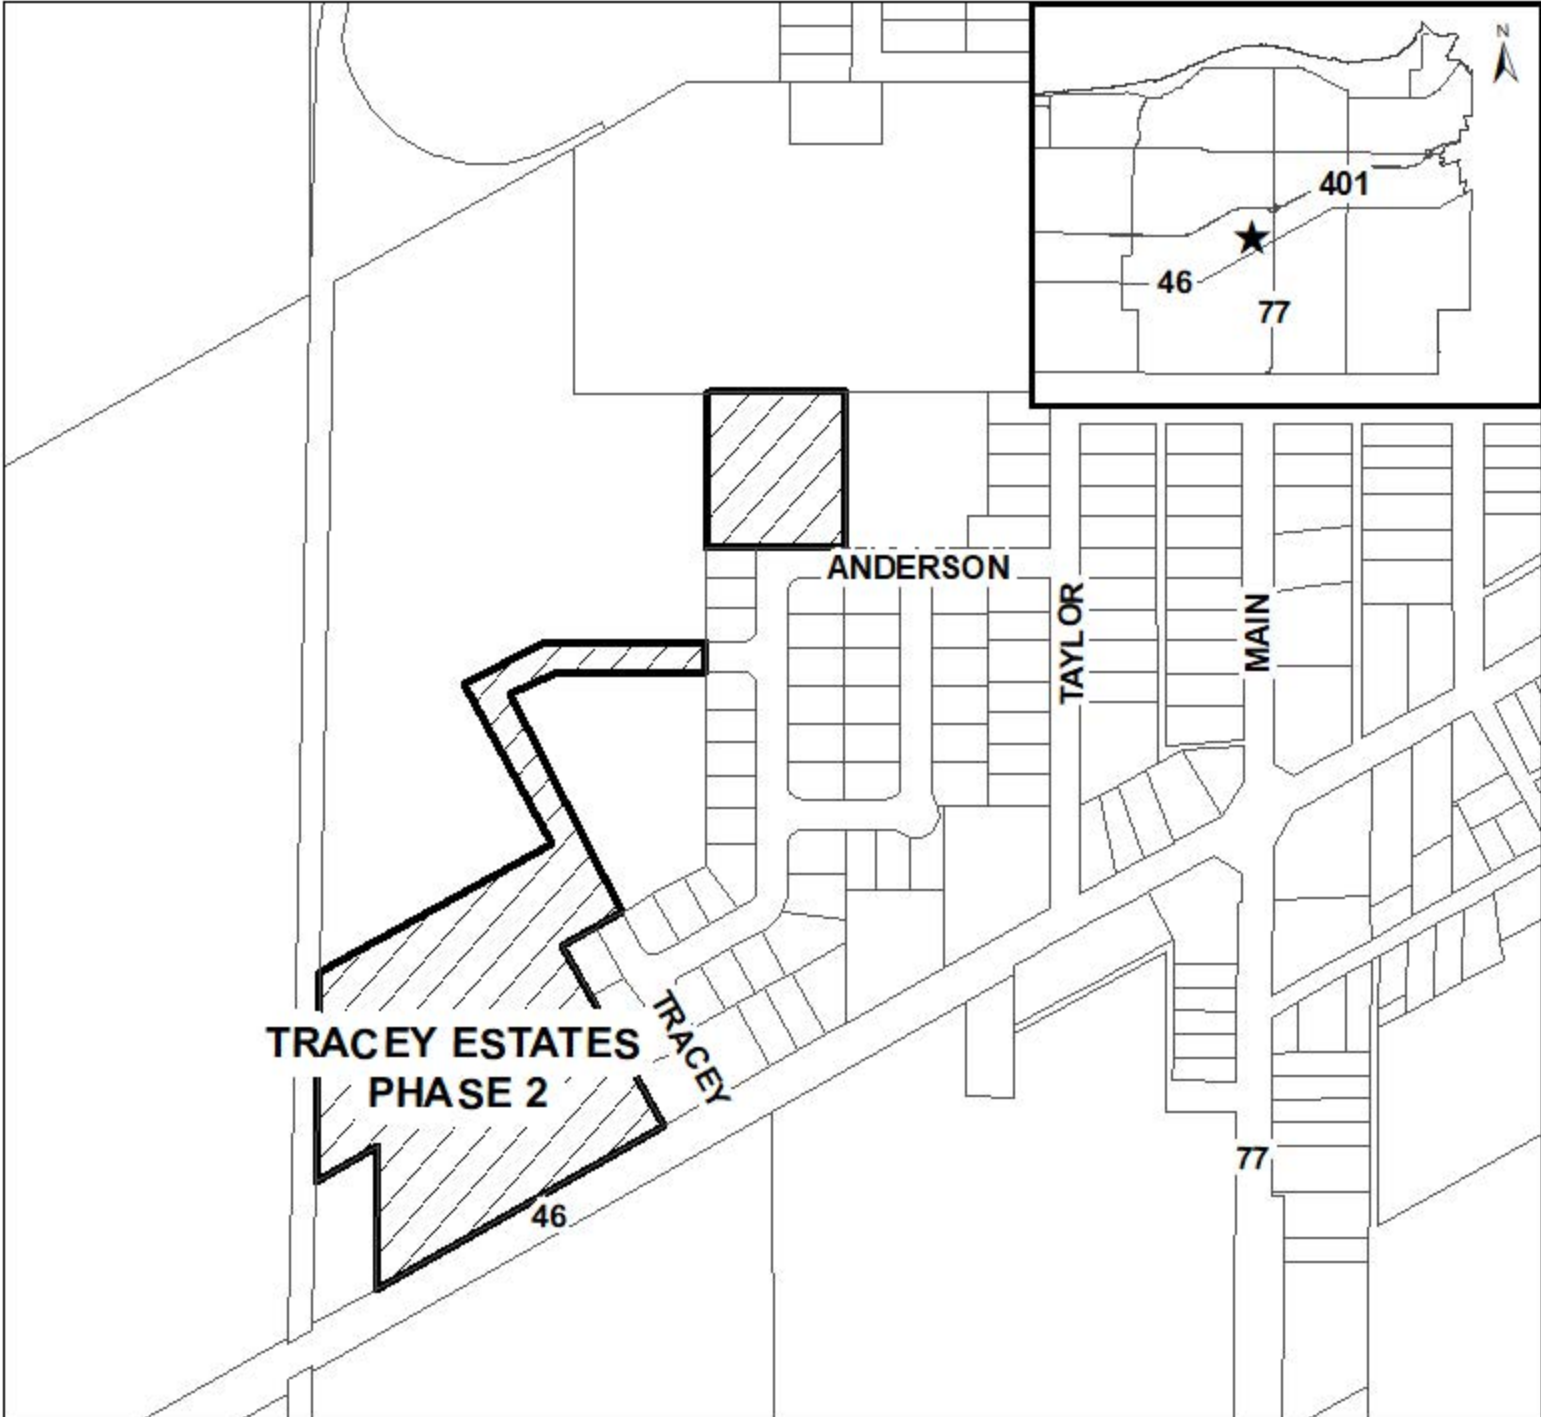 N
401
46
77
ANDERSON
TAYLOR
MAIN
TRACEY
TRACEY ESTATES
PHASE 2
77
46